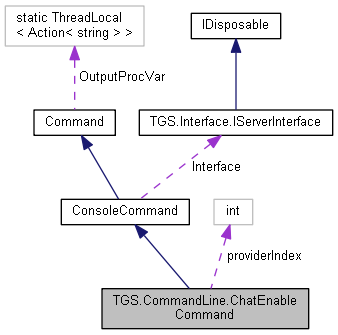 static ThreadLocal
< Action< string > >
IDisposable
OutputProcVar
Command
TGS.Interface.IServerInterface
Interface
ConsoleCommand
int
providerIndex
TGS.CommandLine.ChatEnable
Command